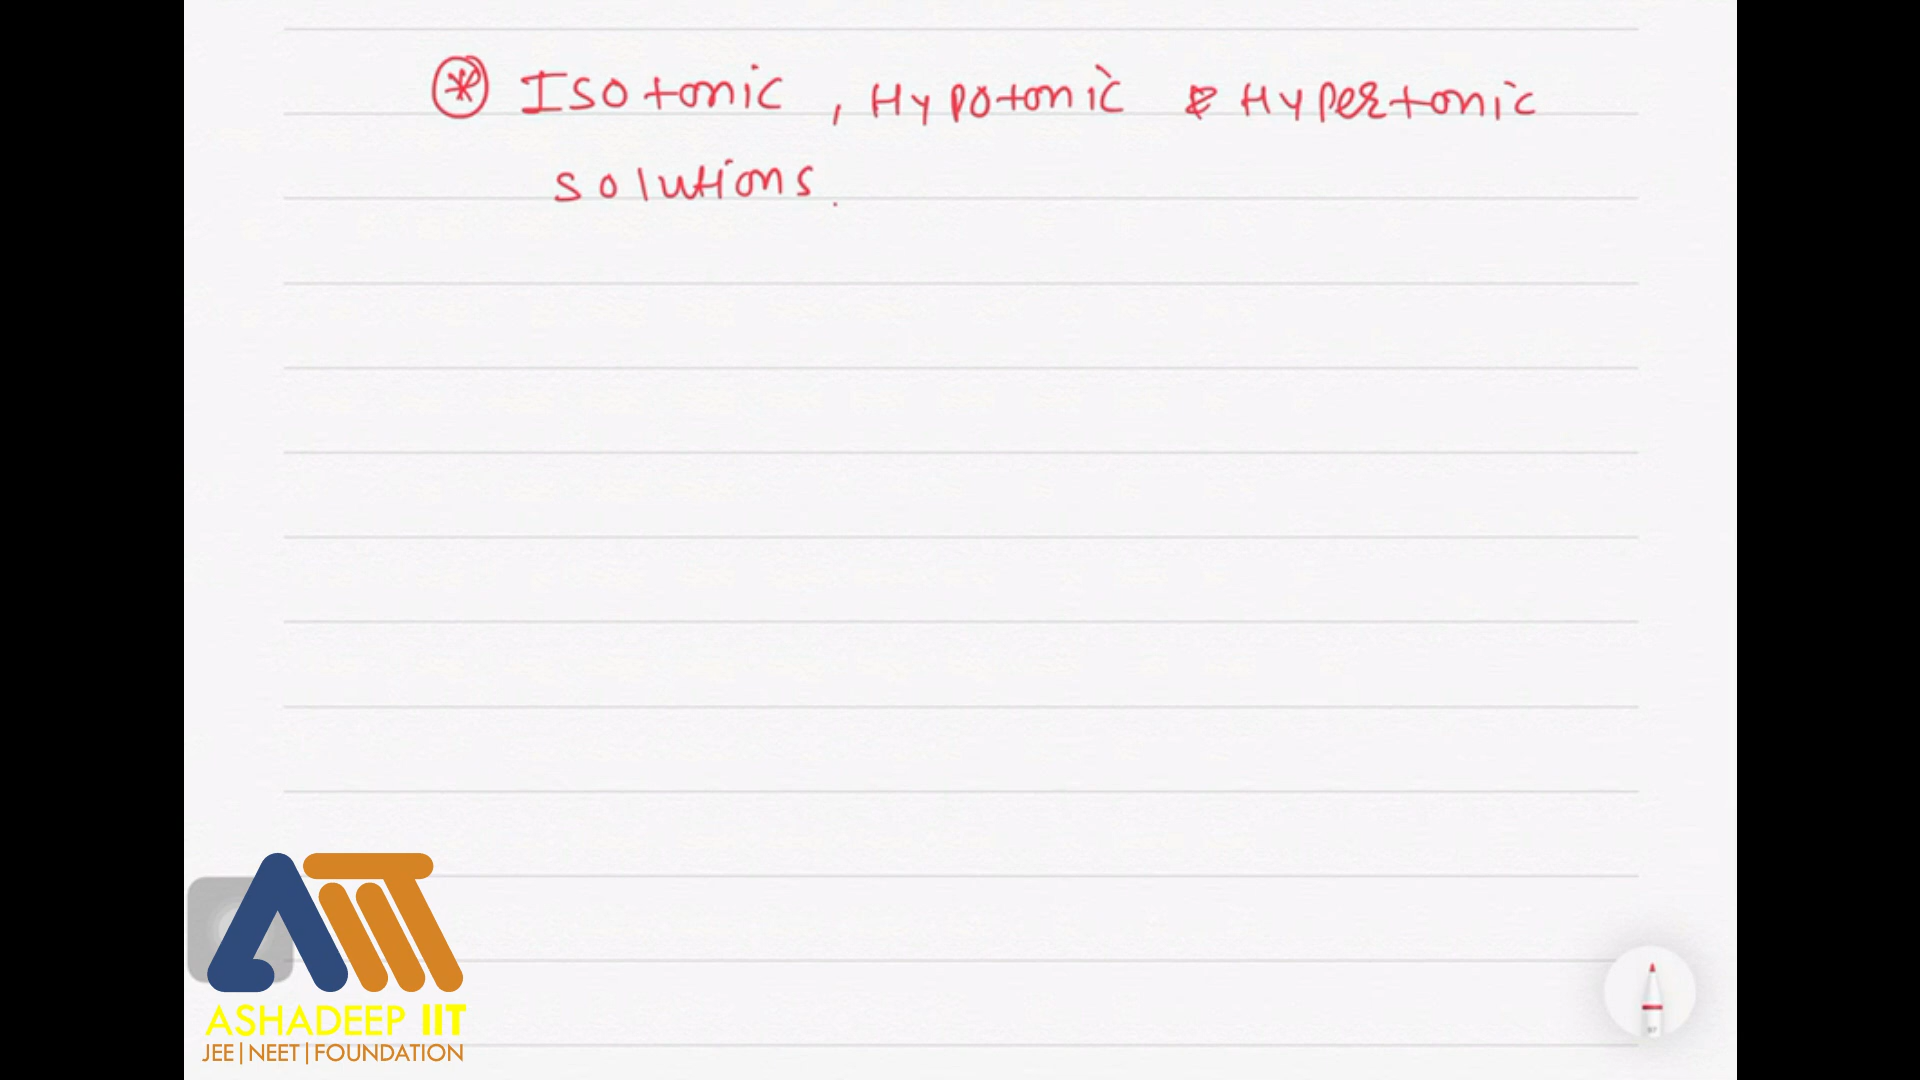 * Isotonic, Hypotonic & Hypertonic
solutions.
ASHADEEP IIT
JEE|NEET|FOUNDATION